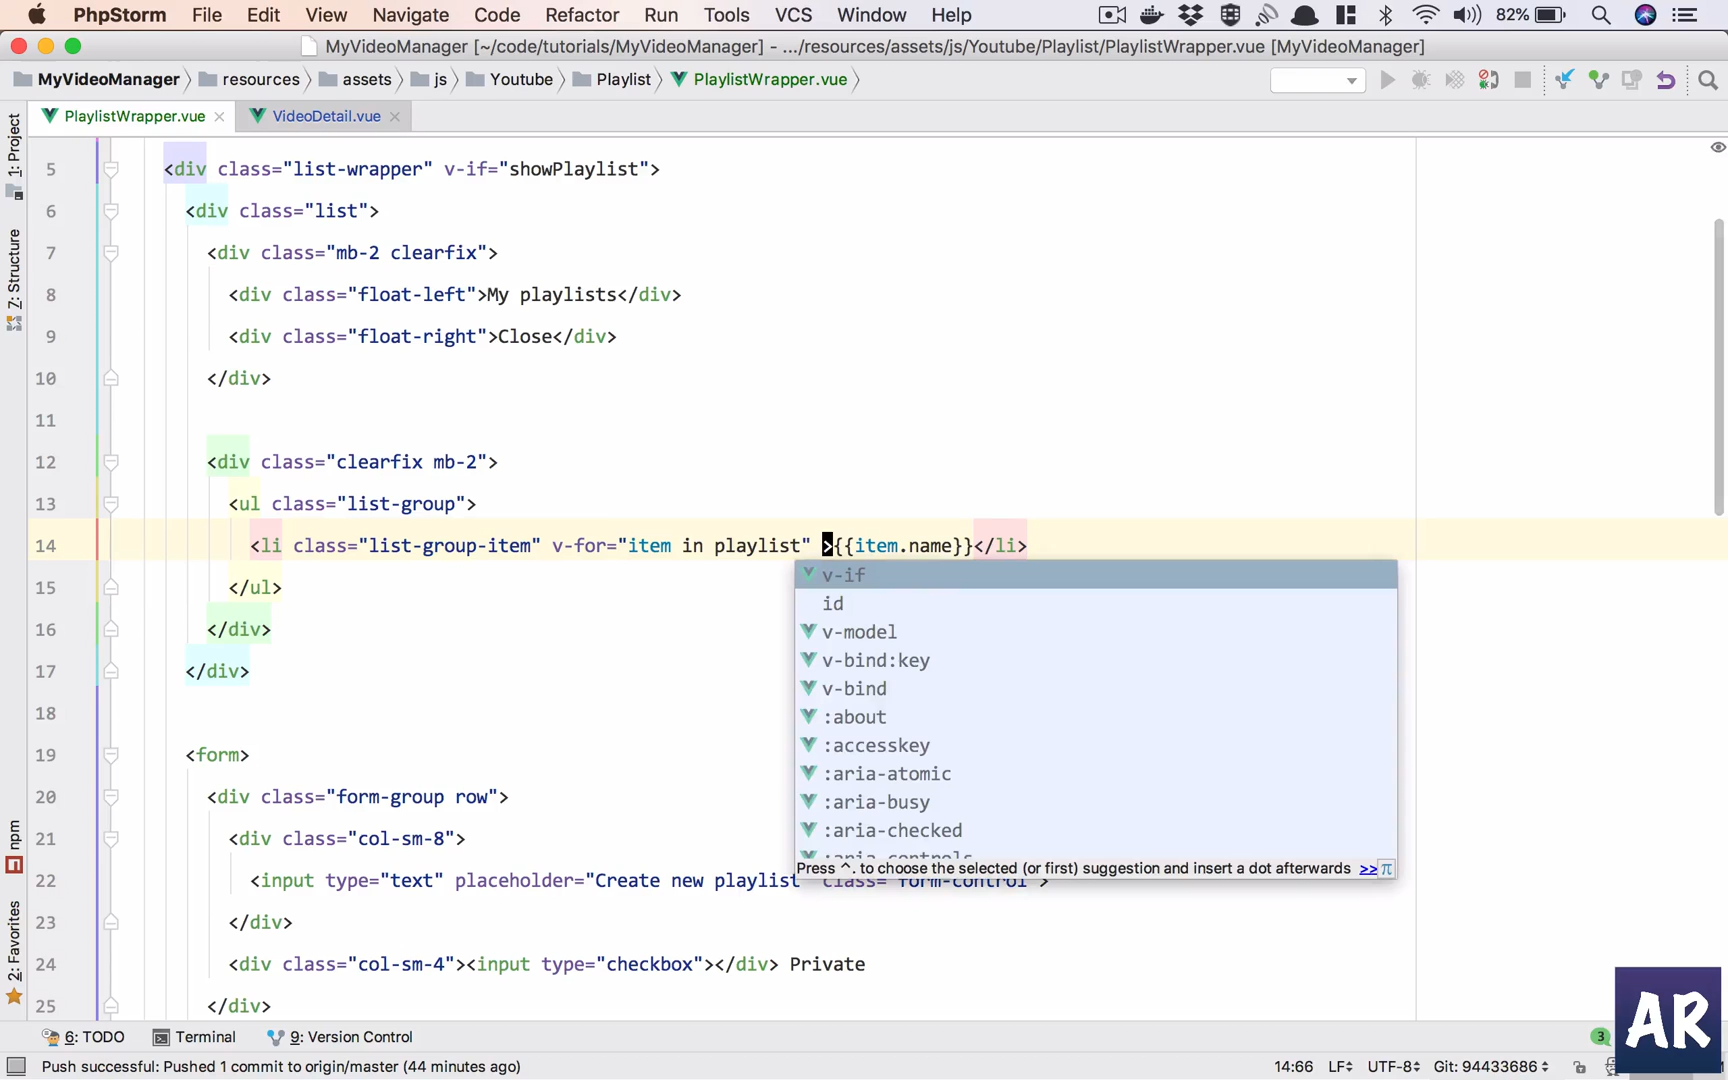 PhpStorm File Edit View Navigate Code Refactor Run Tools VCS Window Help 82%
MyVideoManager [~/code/tutorials/MyVideoManager] - .../resources/assets/js/Youtube/Playlist/PlaylistWrapper.vue [MyVideoManager]
MyVideoManager resources assets js Youtube Playlist PlaylistWrapper.vue
PlaylistWrapper.vue VideoDetail.vue
1: Project
7: Structure
npm
2: Favorites
5 <div class="list-wrapper" v-if="showPlaylist">
6 <div class="list">
7 <div class="mb-2 clearfix">
8 <div class="float-left">My playlists</div>
9 <div class="float-right">Close</div>
10 </div>
11
12 <div class="clearfix mb-2">
13 <ul class="list-group">
14 <li class="list-group-item" v-for="item in playlist" >{{item.name}}</li>
15 </ul>
16 </div>
17 </div>
18
19 <form>
20 <div class="form-group row">
21 <div class="col-sm-8">
22 <input type="text" placeholder="Create new playlist" class="form-control">
23 </div>
24 <div class="col-sm-4"><input type="checkbox"></div> Private
25 </div>
v-if
id
v-model
v-bind:key
v-bind
:about
:accesskey
:aria-atomic
:aria-busy
:aria-checked
:aria-controls
Press ^. to choose the selected (or first) suggestion and insert a dot afterwards >> π
6: TODO Terminal 9: Version Control 3
Push successful: Pushed 1 commit to origin/master (44 minutes ago) 14:66 LF UTF-8 Git: 94433686
AR